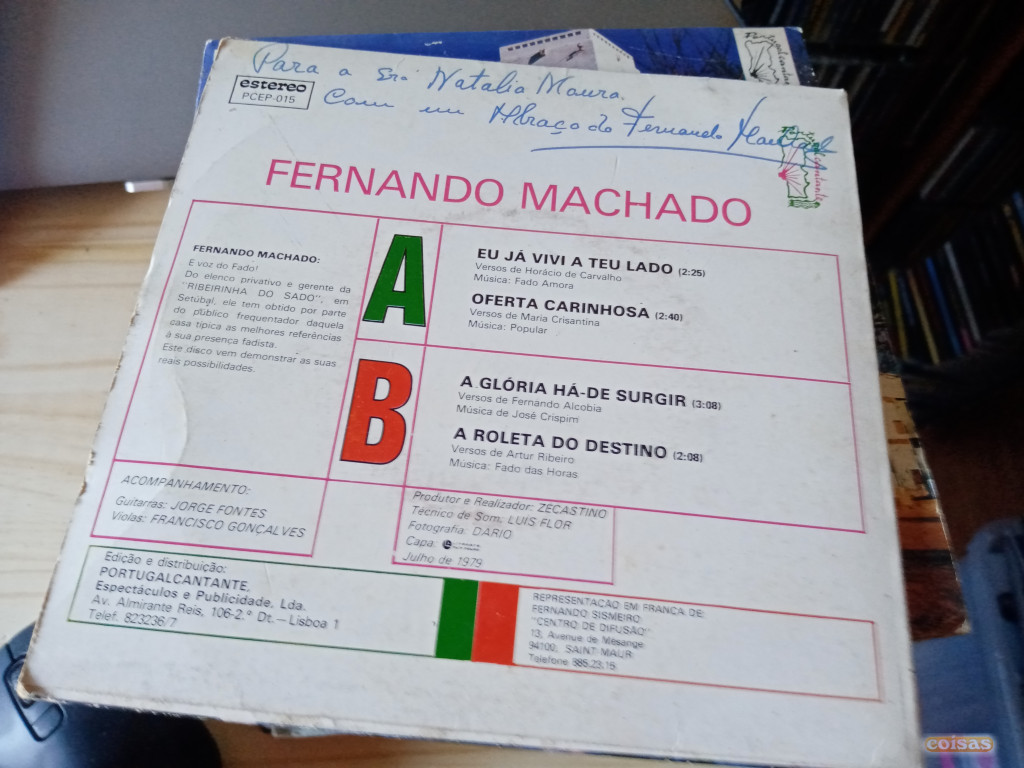 Para a Sra Natalia Moura.
Com um Abraço do Fernando Machado
estereo
PCEP-015
FERNANDO MACHADO
FERNANDO MACHADO:
E voz do Fado!
Do elenco privativo e gerente da
"RIBEIRINHA DO SADO", em
Setúbal, ele tem obtido por parte
do público frequentador daquela
casa típica as melhores referências
à sua presença fadista.
Este disco vem demonstrar as suas
reais possibilidades.
A
EU JÁ VIVI A TEU LADO (2:25)
Versos de Horácio de Carvalho
Música: Fado Amora
OFERTA CARINHOSA (2:40)
Versos de Maria Crisantina
Música: Popular
B
A GLÓRIA HÁ-DE SURGIR (3:08)
Versos de Fernando Alcobia
Música de José Crispim
A ROLETA DO DESTINO (2:08)
Versos de Artur Ribeiro
Música: Fado das Horas
ACOMPANHAMENTO:
Guitarras: JORGE FONTES
Violas: FRANCISCO GONÇALVES
Produtor e Realizador: ZECASTINO
Técnico de Som: LUIS FLOR
Fotografia: DARIO
Capa:
Julho de 1979
Edição e distribuição:
PORTUGALCANTANTE,
Espectáculos e Publicidade, Lda.
Av. Almirante Reis, 106-2.º Dt. — Lisboa 1
Telef. 823236/7
REPRESENTAÇÃO EM FRANÇA DE:
FERNANDO SISMEIRO
"CENTRO DE DIFUSÃO"
13, Avenue de Mésange
94100, SAINT-MAUR
Telefone 885.23.15
coisas